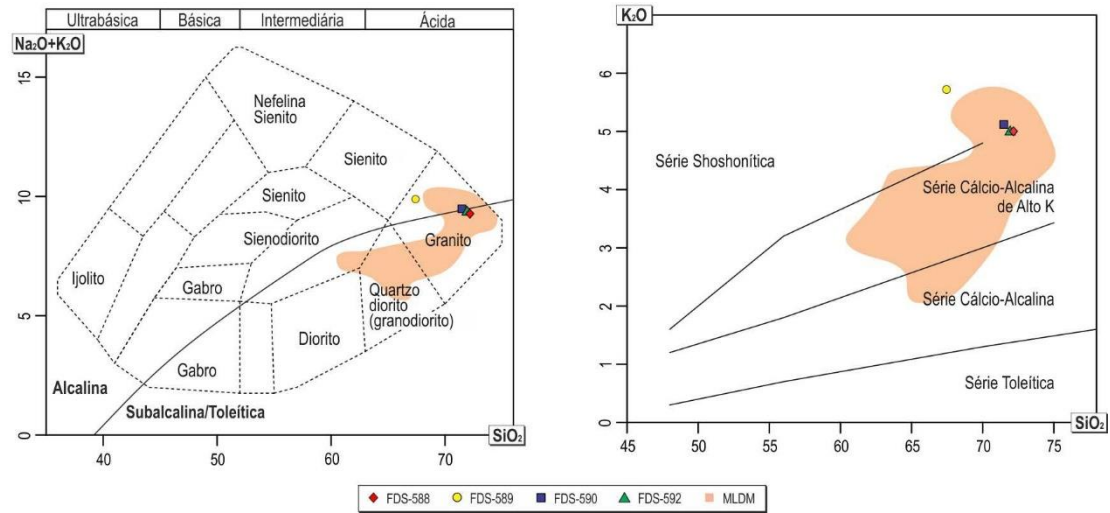 Ultrabásica Básica Intermediária Ácida
Na₂O+K₂O
15
10
5
0
40 50 60 70
SiO₂
Nefelina
Sienito
Sienito
Sienito
Sienodiorito
Granito
Ijolito
Gabro
Quartzo
diorito
(granodiorito)
Diorito
Gabro
Alcalina
Subalcalina/Toleítica
K₂O
6
5
4
3
2
1
0
45 50 55 60 65 70 75
SiO₂
Série Shoshonítica
Série Cálcio-Alcalina
de Alto K
Série Cálcio-Alcalina
Série Toleítica
FDS-588 FDS-589 FDS-590 FDS-592 MLDM